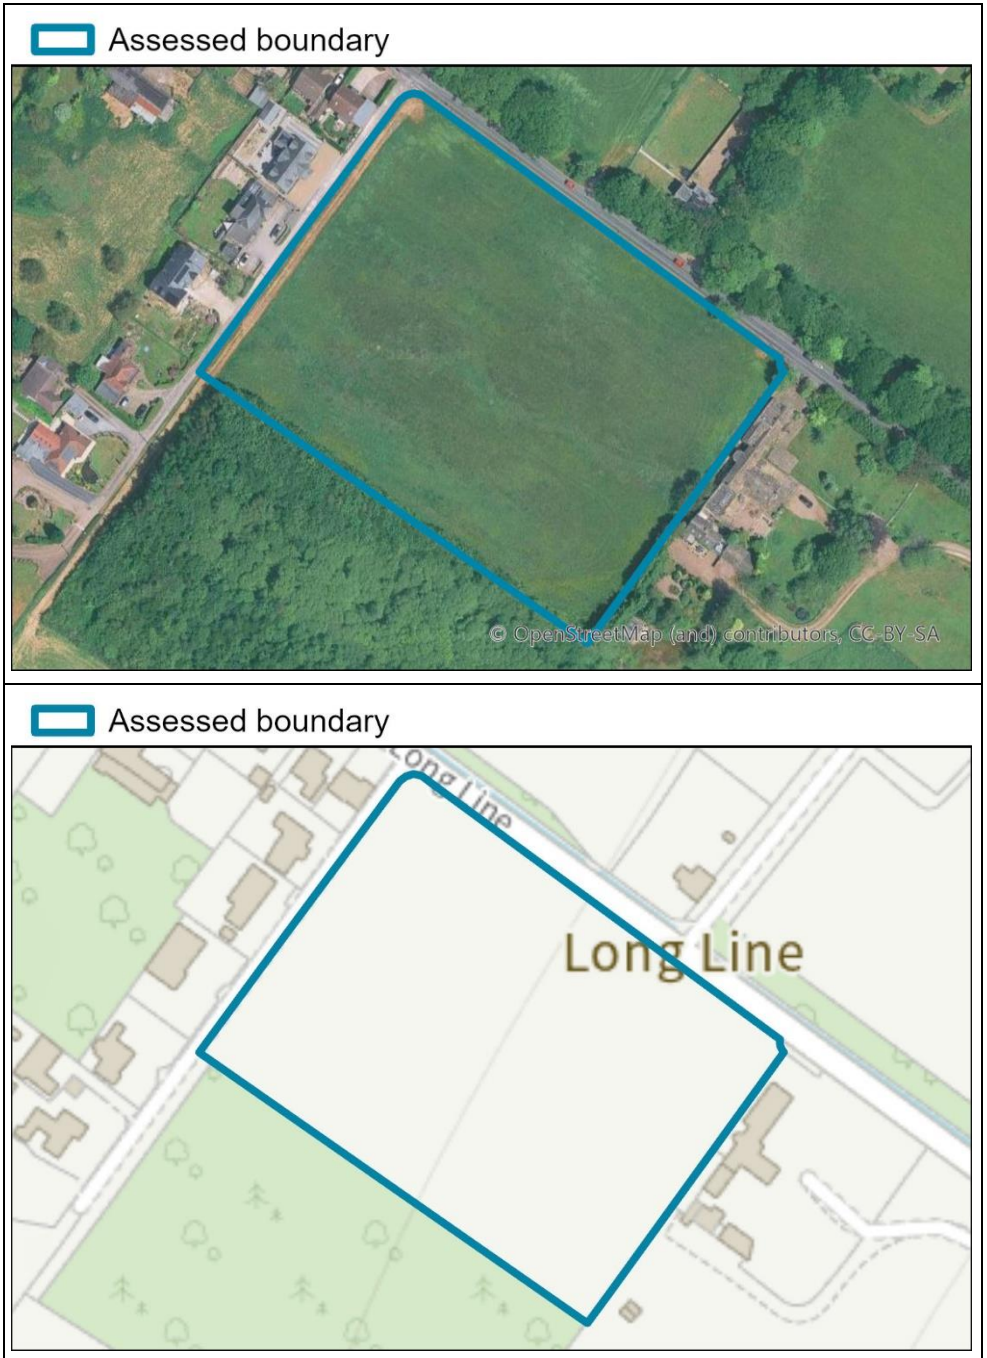 Assessed boundary
© OpenStreetMap (and) contributors, CC-BY-SA
Assessed boundary
Long Line
Long Line